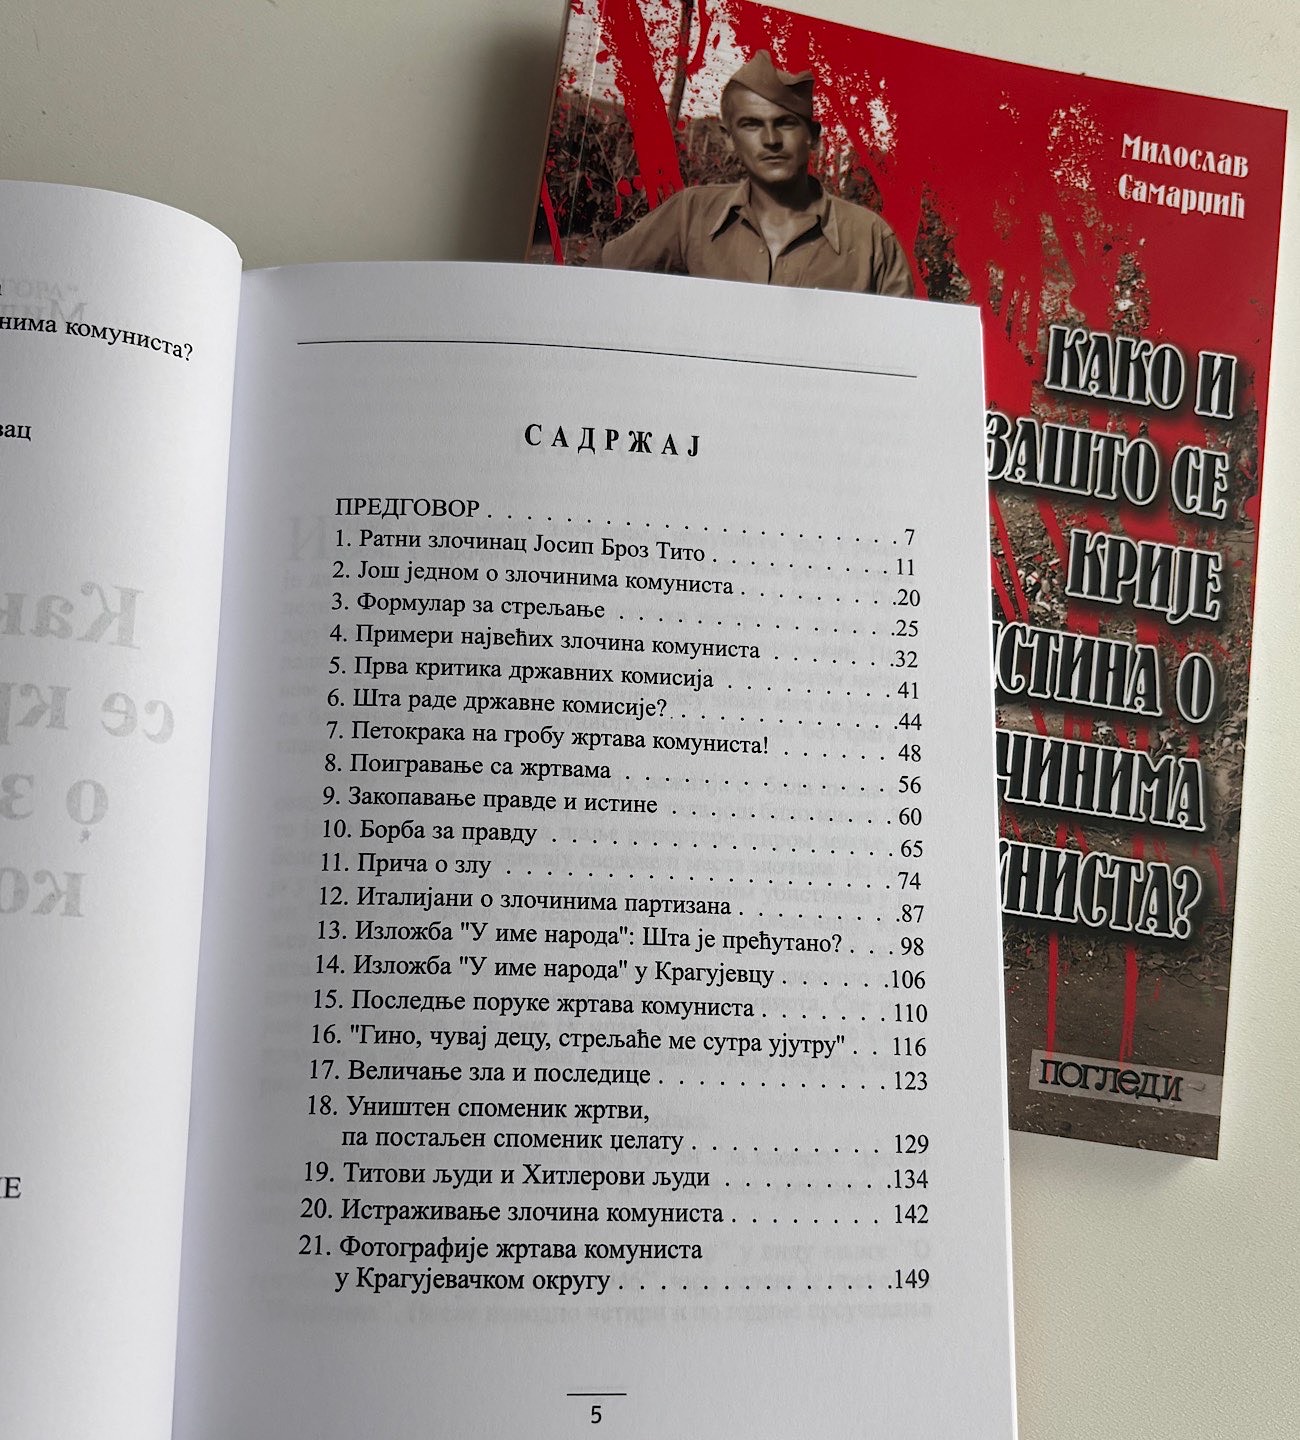 нима комуниста?
САДРЖАЈ
ПРЕДГОВОР . . . . . . . . . . . . . . . . . . . . . 7
1. Ратни злочинац Јосип Броз Тито . . . . . . . . . 11
2. Још једном о злочинима комуниста . . . . . . . .20
3. Формулар за стрељање . . . . . . . . . . . . . .25
4. Примери највећих злочина комуниста . . . . . . .32
5. Прва критика државних комисија . . . . . . . . . 41
6. Шта раде државне комисије? . . . . . . . . . . . .44
7. Петокрака на гробу жртава комуниста! . . . . . . 48
8. Поигравање са жртвама . . . . . . . . . . . . . . 56
9. Закопавање правде и истине . . . . . . . . . . . 60
10. Борба за правду . . . . . . . . . . . . . . . . . . 65
11. Прича о злу . . . . . . . . . . . . . . . . . . . . 74
12. Италијани о злочинима партизана . . . . . . . .87
13. Изложба "У име народа": Шта је прећутано? . . . 98
14. Изложба "У име народа" у Крагујевцу . . . . . .106
15. Последње поруке жртава комуниста . . . . . . . 110
16. "Гино, чувај децу, стрељаће ме сутра ујутру" . . 116
17. Величање зла и последице . . . . . . . . . . . . 123
18. Уништен споменик жртви,
па постаљен споменик џелату . . . . . . . . . . 129
19. Титови људи и Хитлерови људи . . . . . . . . .134
20. Истраживање злочина комуниста . . . . . . . . 142
21. Фотографије жртава комуниста
у Крагујевачком округу . . . . . . . . . . . . . .149
5
Милослав
Самарџић
КАКО И
ЗАШТО СЕ
КРИЈЕ
ИСТИНА О
ЧИНИМА
НИСТА?
ПОГЛЕДИ